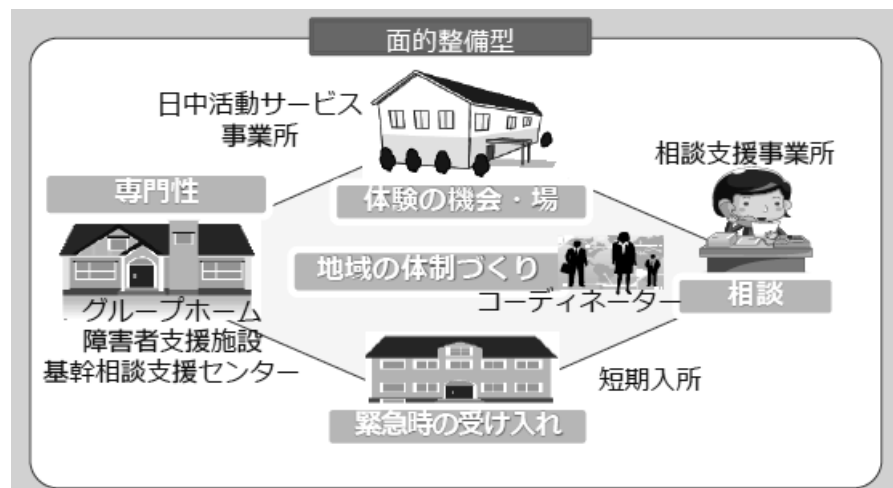 面的整備型
日中活動サービス
事業所
体験の機会・場
相談支援事業所
専門性
地域の体制づくり
コーディネーター
相談
グループホーム
障害者支援施設
基幹相談支援センター
短期入所
緊急時の受け入れ